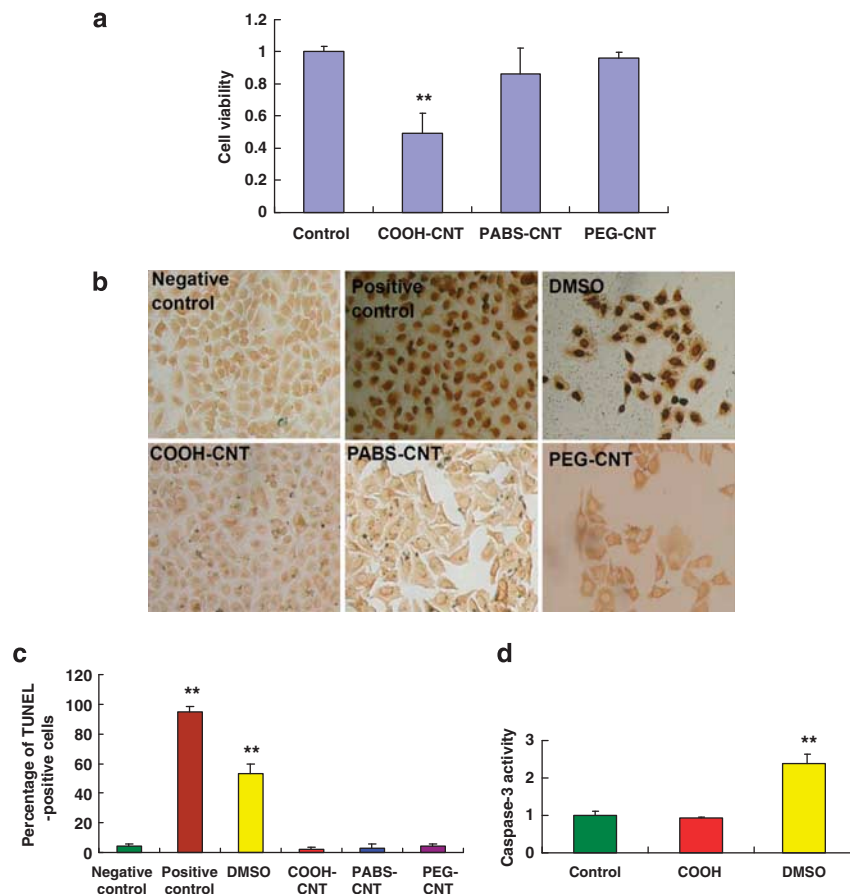 a
Cell viability
1.2
1
0.8
0.6
0.4
0.2
0
**
Control
COOH-CNT
PABS-CNT
PEG-CNT
b
Negative
control
Positive
control
DMSO
COOH-CNT
PABS-CNT
PEG-CNT
c
Percentage of TUNEL
-positive cells
120
100
80
60
40
20
0
**
**
Negative
control
Positive
control
DMSO
COOH-
CNT
PABS-
CNT
PEG-
CNT
d
Caspase-3 activity
3
2
1
0
**
Control
COOH
DMSO